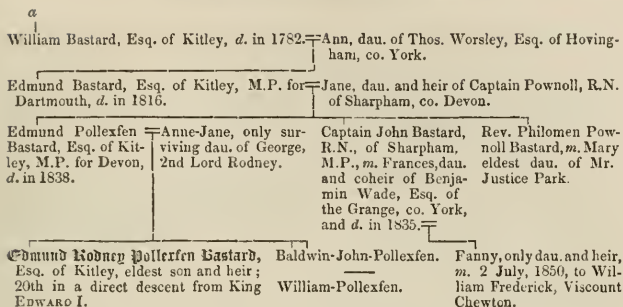 a
William Bastard, Esq. of Kitley, d. in 1782.=Ann, dau. of Thos. Worsley, Esq. of Hoving-
ham, co. York.
Edmund Bastard, Esq. of Kitley, M.P. for=Jane, dau. and heir of Captain Pownoll, R.N.
Dartmouth, d. in 1816.
of Sharpham, co. Devon.
Edmund Pollexfen=
Bastard, Esq. of Kit-
ley, M.P. for Devon,
d. in 1838.
Anne-Jane, only sur-
viving dau. of George,
2nd Lord Rodney.
Captain John Bastard,
R.N., of Sharpham,
M.P., m. Frances, dau.
and coheir of Benja-
min Wade, Esq. of
the Grange, co. York,
and d. in 1835.=
Rev. Philomen Pow-
noll Bastard, m. Mary
eldest dau. of Mr.
Justice Park.
Edmund Rodney Pollexfen Bastard,
Esq. of Kitley, eldest son and heir;
20th in a direct descent from King
EDWARD I.
Baldwin-John-Pollexfen.
—
William-Pollexfen.
Fanny, only dau. and heir,
m. 2 July, 1850, to Wil-
liam Frederick, Viscount
Chewton.